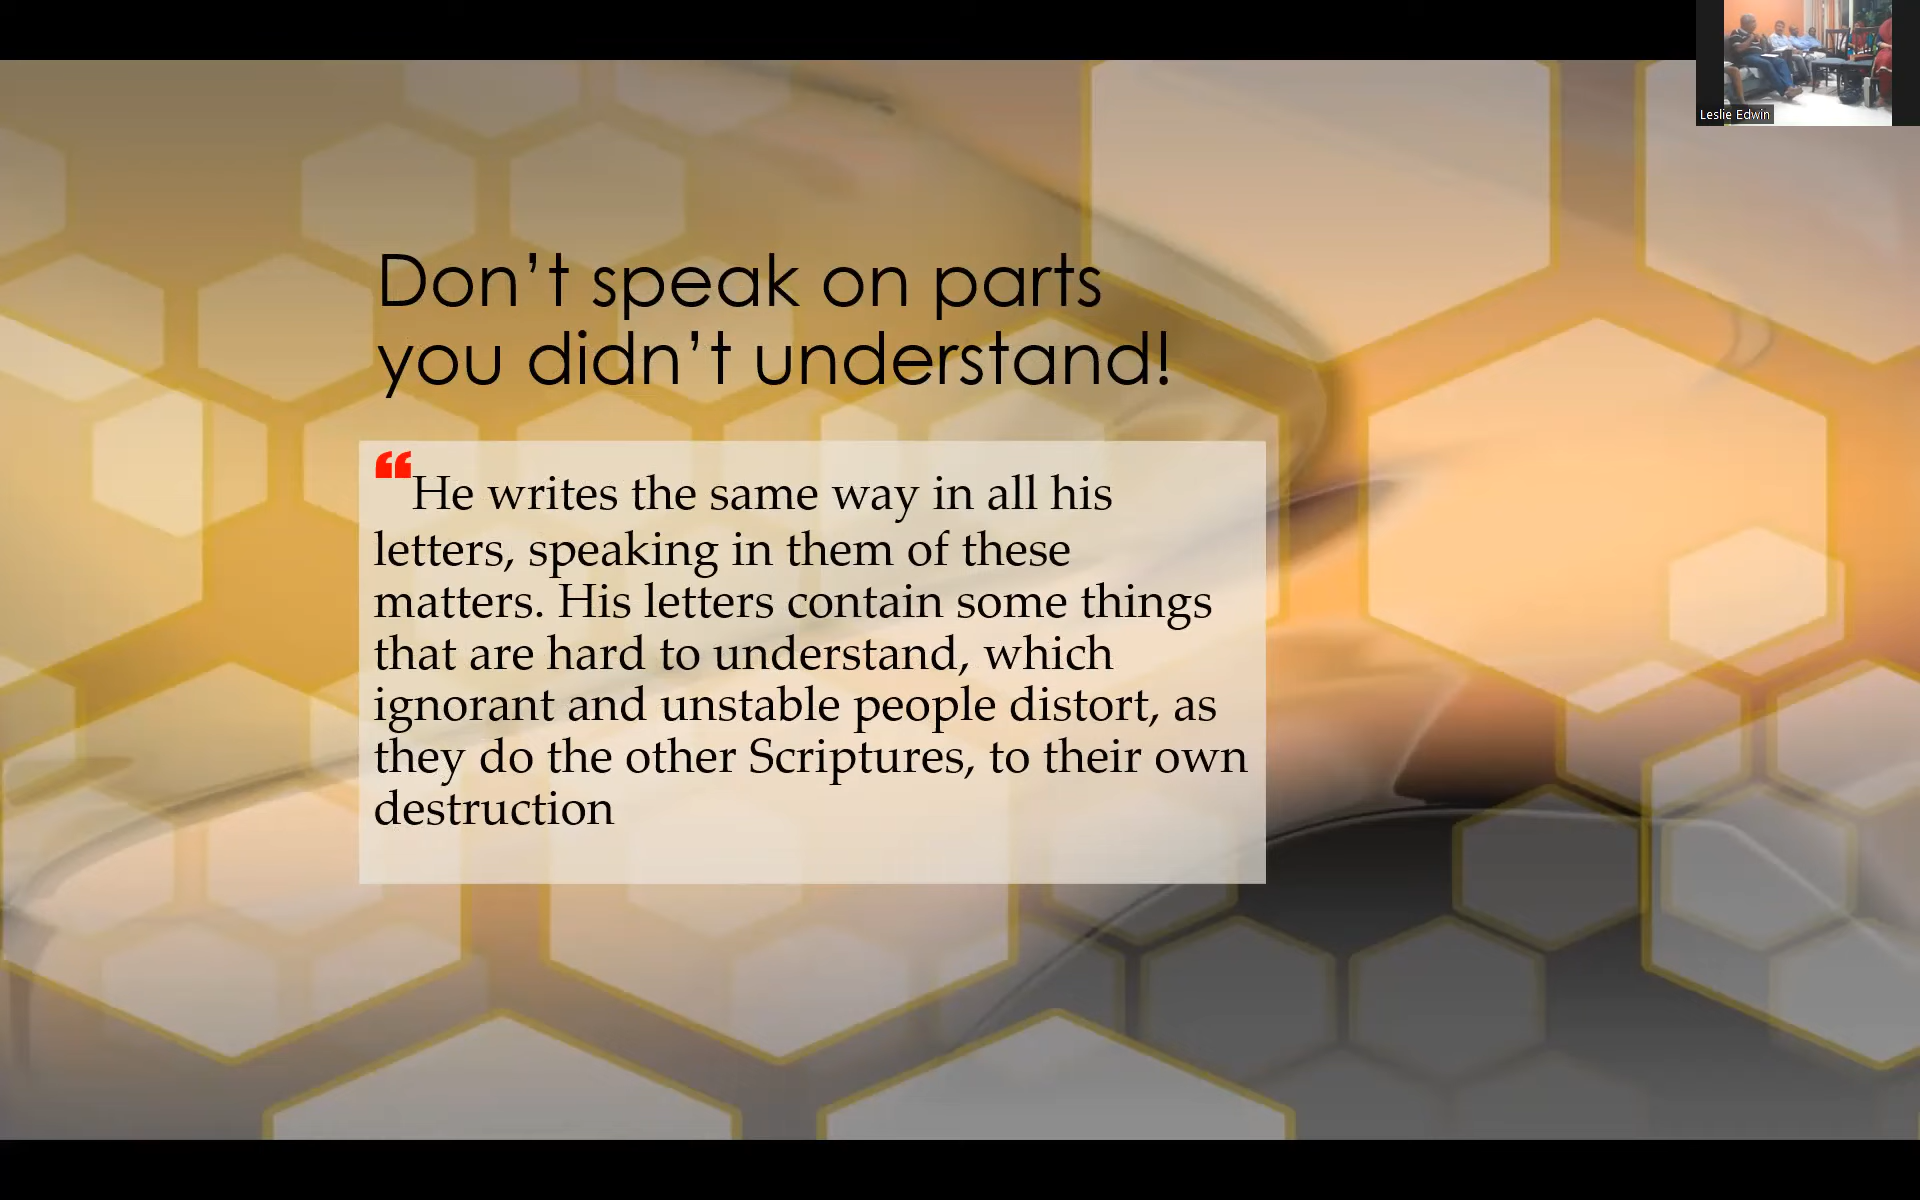 Leslie Edwin
Don’t speak on parts
you didn’t understand!
“He writes the same way in all his
letters, speaking in them of these
matters. His letters contain some things
that are hard to understand, which
ignorant and unstable people distort, as
they do the other Scriptures, to their own
destruction